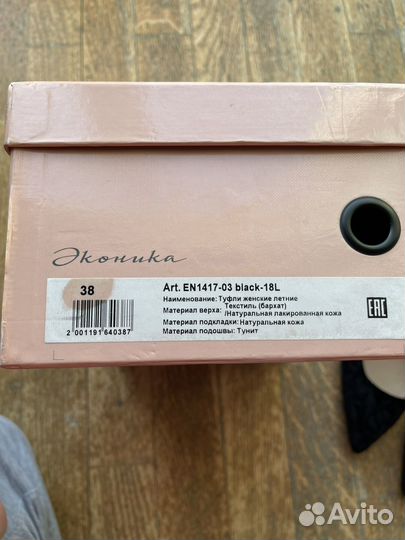 Эконика
38
Art. EN1417-03 black-18L
Наименование: Туфли женские летние
Материал верха: Текстиль (бархат)
/Натуральная лакированная кожа
Материал подкладки: Натуральная кожа
Материал подошвы: Тунит
2 001191 640387
EAC
Avito